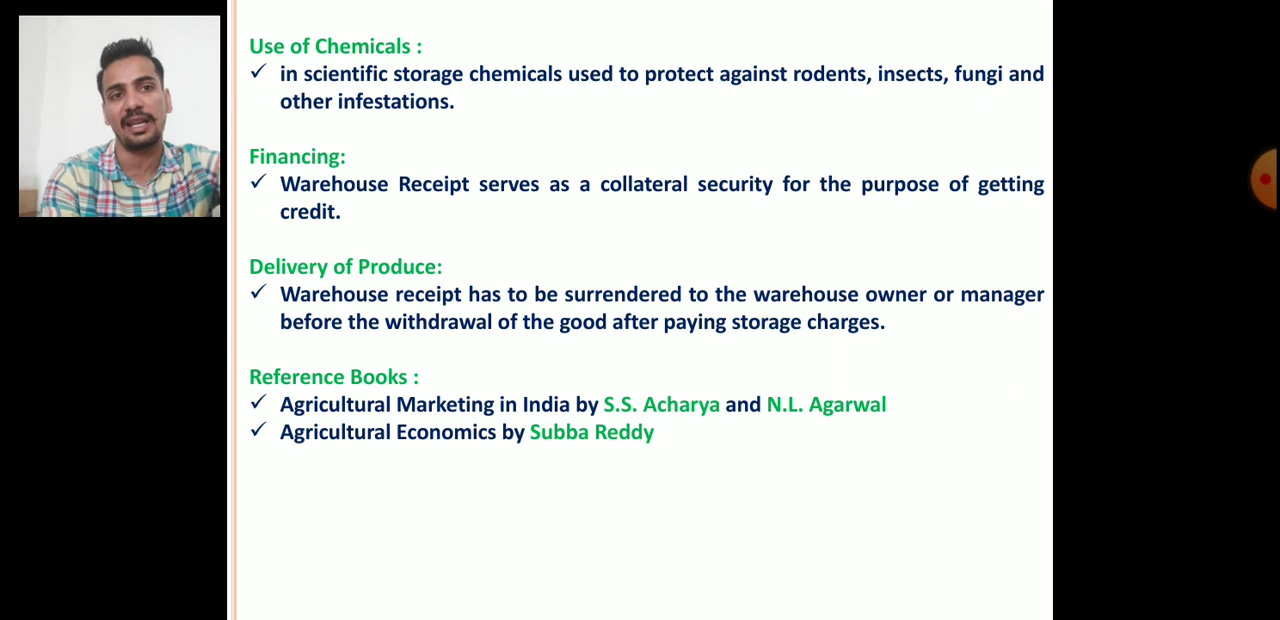 Use of Chemicals :
✓ in scientific storage chemicals used to protect against rodents, insects, fungi and
other infestations.
Financing:
✓ Warehouse Receipt serves as a collateral security for the purpose of getting
credit.
Delivery of Produce:
✓ Warehouse receipt has to be surrendered to the warehouse owner or manager
before the withdrawal of the good after paying storage charges.
Reference Books :
✓ Agricultural Marketing in India by S.S. Acharya and N.L. Agarwal
✓ Agricultural Economics by Subba Reddy